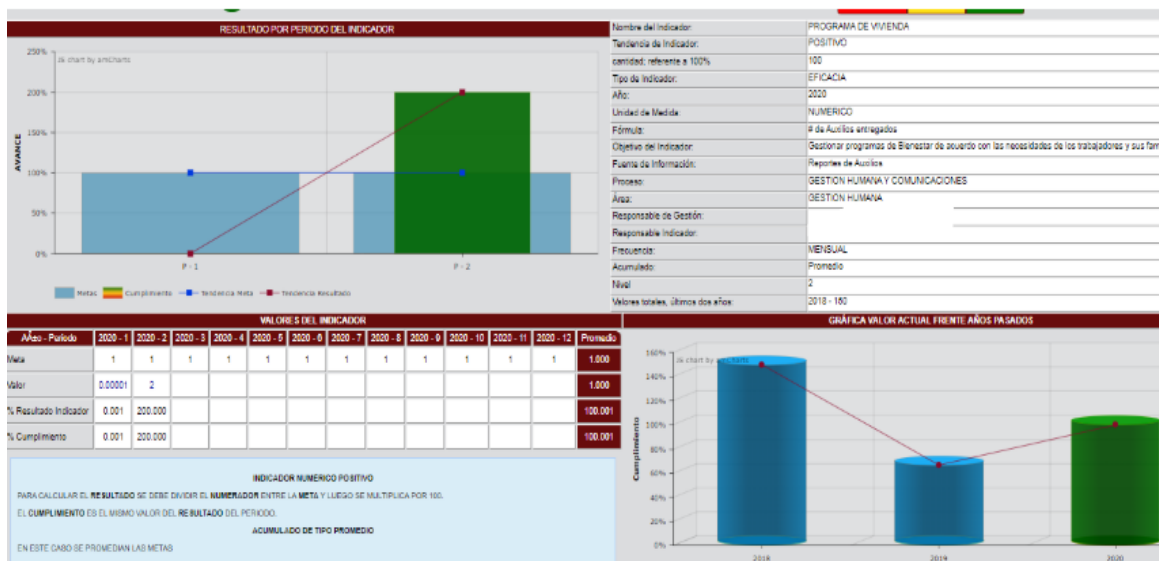 RESULTADO POR PERIODO DEL INDICADOR
JS chart by amCharts
250%
200%
150%
100%
50%
0%
AVANCE
P - 1
P - 2
Metas
Cumplimiento
Tendencia Meta
Tendencia Resultado
Nombre del Indicador: PROGRAMA DE VIVIENDA
Tendencia de Indicador: POSITIVO
cantidad: referente a 100% 100
Tipo de Indicador: EFICACIA
Año: 2020
Unidad de Medida: NUMERICO
Fórmula: # de Auxilios entregados
Objetivo del Indicador: Gestionar programas de Bienestar de acuerdo con las necesidades de los trabajadores y sus fam
Fuente de Información: Reportes de Auxilios
Proceso: GESTION HUMANA Y COMUNICACIONES
Área: GESTION HUMANA
Responsable de Gestión:
Responsable Indicador:
Frecuencia: MENSUAL
Acumulado: Promedio
Nivel 2
Valores totales, últimos dos años: 2018 - 150
VALORES DEL INDICADOR
Periodo 2020 - 1 2020 - 2 2020 - 3 2020 - 4 2020 - 5 2020 - 6 2020 - 7 2020 - 8 2020 - 9 2020 - 10 2020 - 11 2020 - 12 Promedio
Meta 1 1 1 1 1 1 1 1 1 1 1 1 1.000
Valor 0.00001 2 1.000
% Resultado Indicador 0.001 200.000 100.001
% Cumplimiento 0.001 200.000 100.001
INDICADOR NUMERICO POSITIVO
PARA CALCULAR EL RESULTADO SE DEBE DIVIDIR EL NUMERADOR ENTRE LA META Y LUEGO SE MULTIPLICA POR 100.
EL CUMPLIMIENTO ES EL MISMO VALOR DEL RESULTADO DEL PERIODO.
ACUMULADO DE TIPO PROMEDIO
EN ESTE CASO SE PROMEDIAN LAS METAS
GRÁFICA VALOR ACTUAL FRENTE AÑOS PASADOS
JS chart by amCharts
160%
140%
120%
100%
80%
60%
40%
20%
0%
Cumplimiento
2018
2019
2020